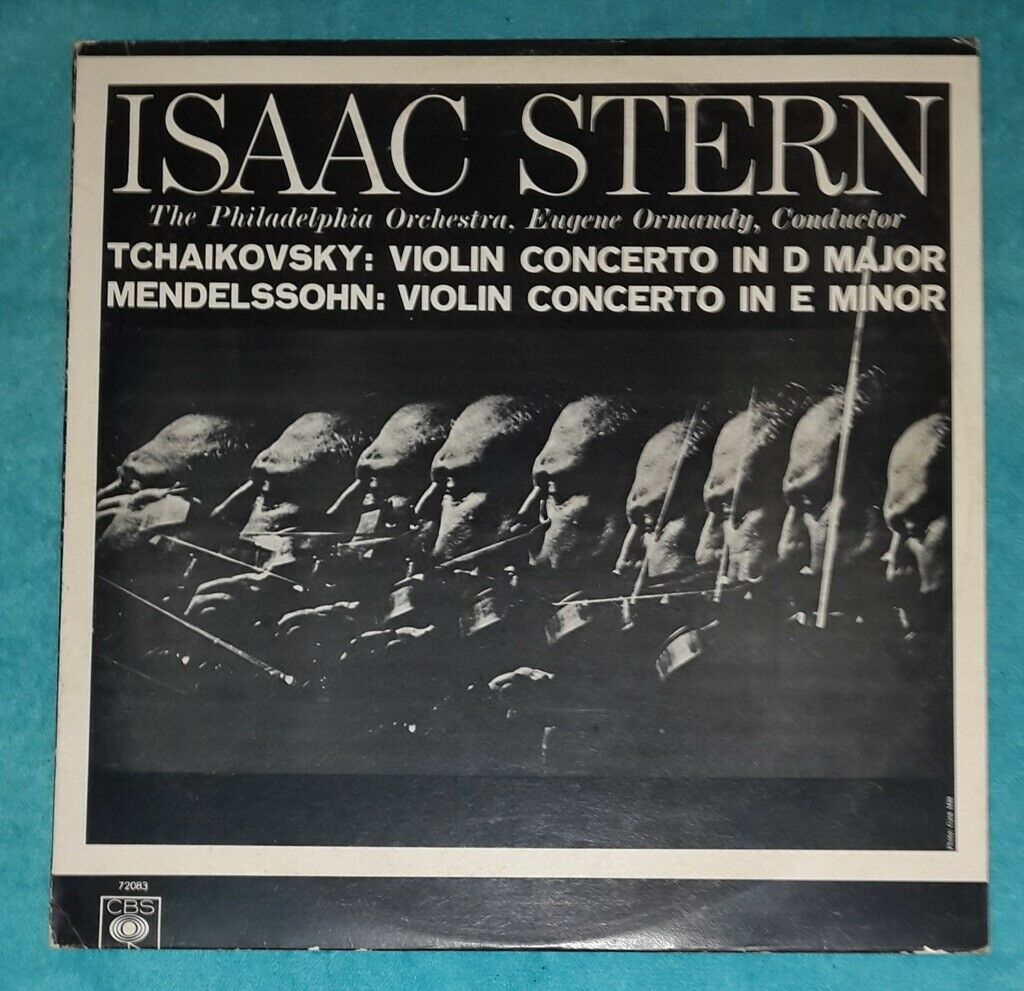 ISAAC STERN
The Philadelphia Orchestra, Eugene Ormandy, Conductor
TCHAIKOVSKY: VIOLIN CONCERTO IN D MAJOR
MENDELSSOHN: VIOLIN CONCERTO IN E MINOR
72083
CBS